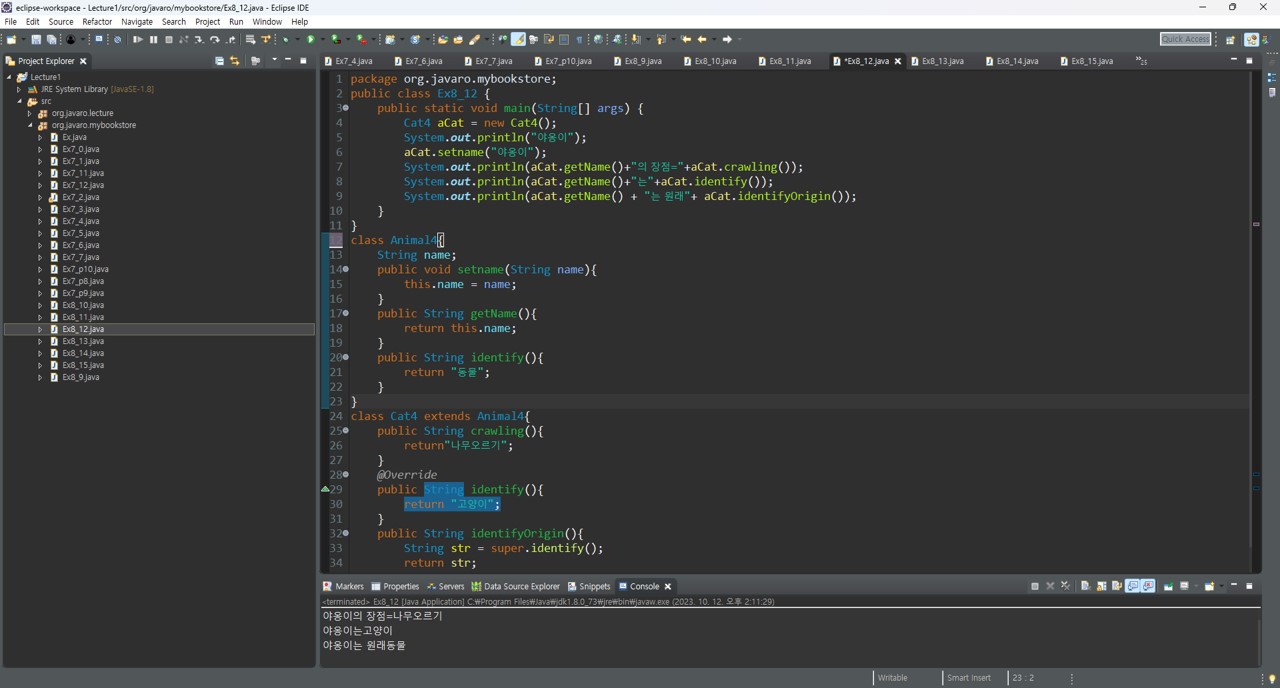 eclipse-workspace - Lecture1/src/org/javaro/mybookstore/Ex8_12.java - Eclipse IDE
File Edit Source Refactor Navigate Search Project Run Window Help
Quick Access
Project Explorer
Ex7_4.java Ex7_6.java Ex7_7.java Ex7_p10.java Ex8_9.java Ex8_10.java Ex8_11.java *Ex8_12.java Ex8_13.java Ex8_14.java Ex8_15.java
Lecture1
JRE System Library [JavaSE-1.8]
src
org.javaro.lecture
org.javaro.mybookstore
Ex.java
Ex7_0.java
Ex7_1.java
Ex7_11.java
Ex7_12.java
Ex7_2.java
Ex7_3.java
Ex7_4.java
Ex7_5.java
Ex7_6.java
Ex7_7.java
Ex7_p10.java
Ex7_p8.java
Ex7_p9.java
Ex8_10.java
Ex8_11.java
Ex8_12.java
Ex8_13.java
Ex8_14.java
Ex8_15.java
Ex8_9.java
1 package org.javaro.mybookstore;
2 public class Ex8_12 {
3 public static void main(String[] args) {
4 Cat4 aCat = new Cat4();
5 System.out.println("야옹이");
6 aCat.setname("야옹이");
7 System.out.println(aCat.getName()+"의 장점="+aCat.crawling());
8 System.out.println(aCat.getName()+"는"+aCat.identify());
9 System.out.println(aCat.getName() + "는 원래"+ aCat.identifyOrigin());
10 }
11 }
12 class Animal4{
13 String name;
14 public void setname(String name){
15 this.name = name;
16 }
17 public String getName(){
18 return this.name;
19 }
20 public String identify(){
21 return "동물";
22 }
23 }
24 class Cat4 extends Animal4{
25 public String crawling(){
26 return"나무오르기";
27 }
28 @Override
29 public String identify(){
30 return "고양이";
31 }
32 public String identifyOrigin(){
33 String str = super.identify();
34 return str;
Markers Properties Servers Data Source Explorer Snippets Console
<terminated> Ex8_12 [Java Application] C:₩Program Files₩Java₩jdk1.8.0_73₩jre₩bin₩javaw.exe (2023. 10. 12. 오후 2:11:29)
야옹이의 장점=나무오르기
야옹이는고양이
야옹이는 원래동물
Writable Smart Insert 23 : 2